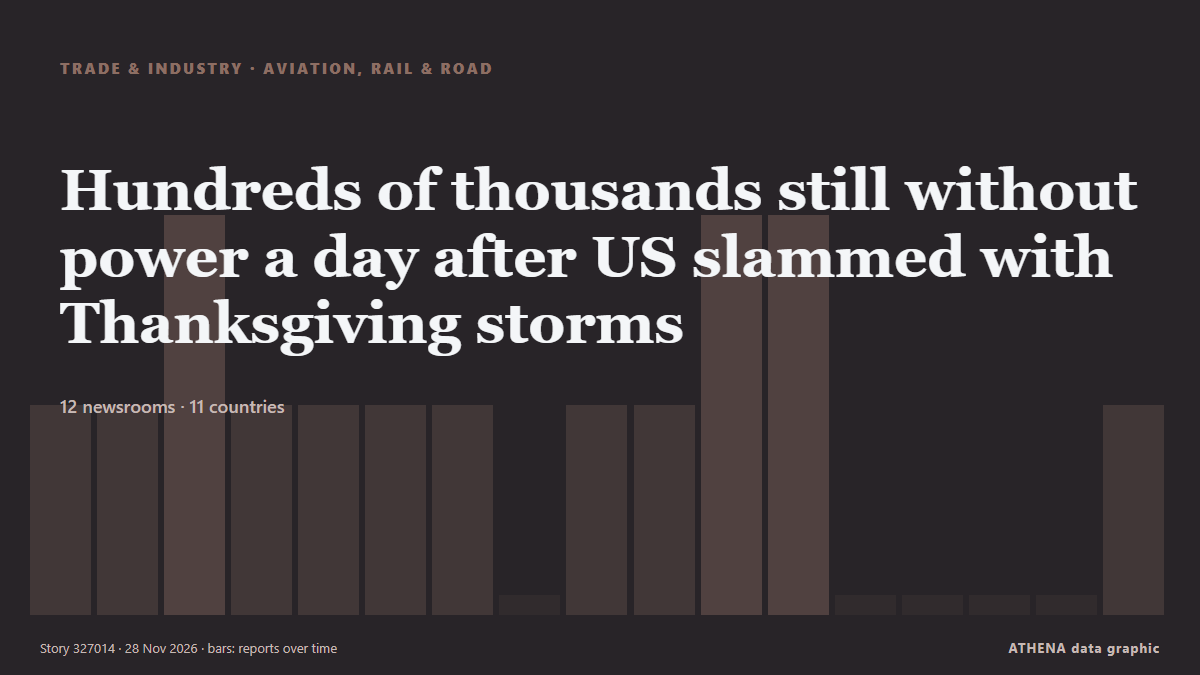 TRADE & INDUSTRY · AVIATION, RAIL & ROAD
Hundreds of thousands still without
power a day after US slammed with
Thanksgiving storms
12 newsrooms · 11 countries
Story 327014 · 28 Nov 2026 · bars: reports over time
ATHENA data graphic